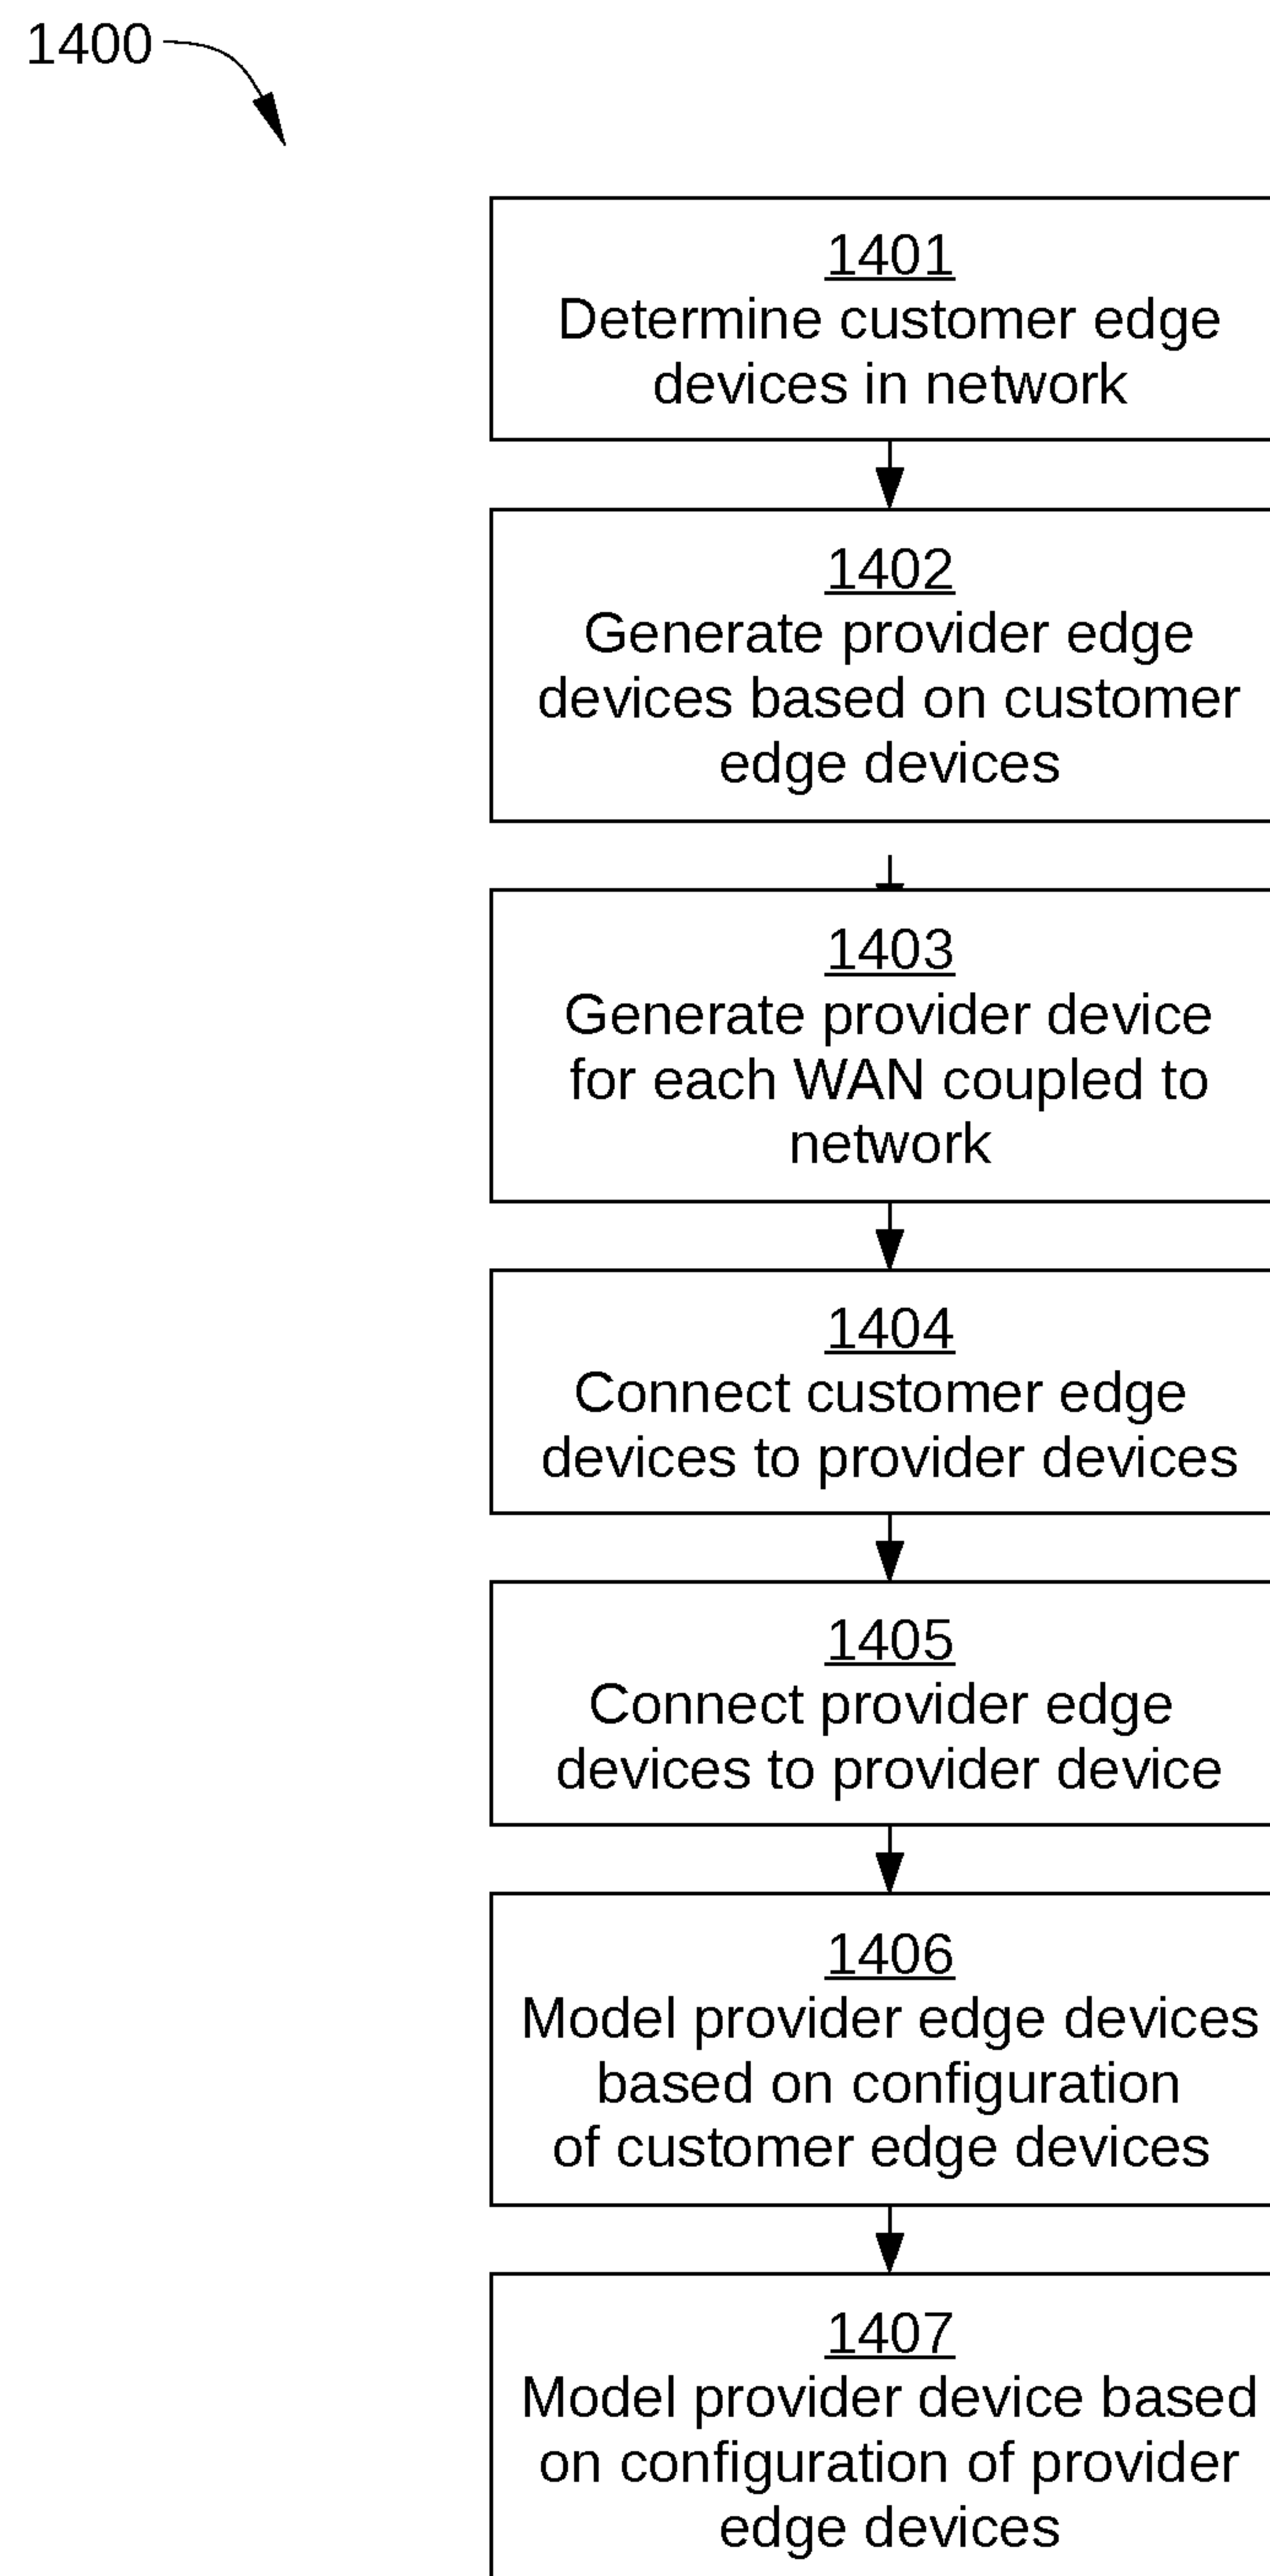 1400
1401
Determine customer edge
devices in network
1402
Generate provider edge
devices based on customer
edge devices
1403
Generate provider device
for each WAN coupled to
network
1404
Connect customer edge
devices to provider devices
1405
Connect provider edge
devices to provider device
1406
Model provider edge devices
based on configuration
of customer edge devices
1407
Model provider device based
on configuration of provider
edge devices